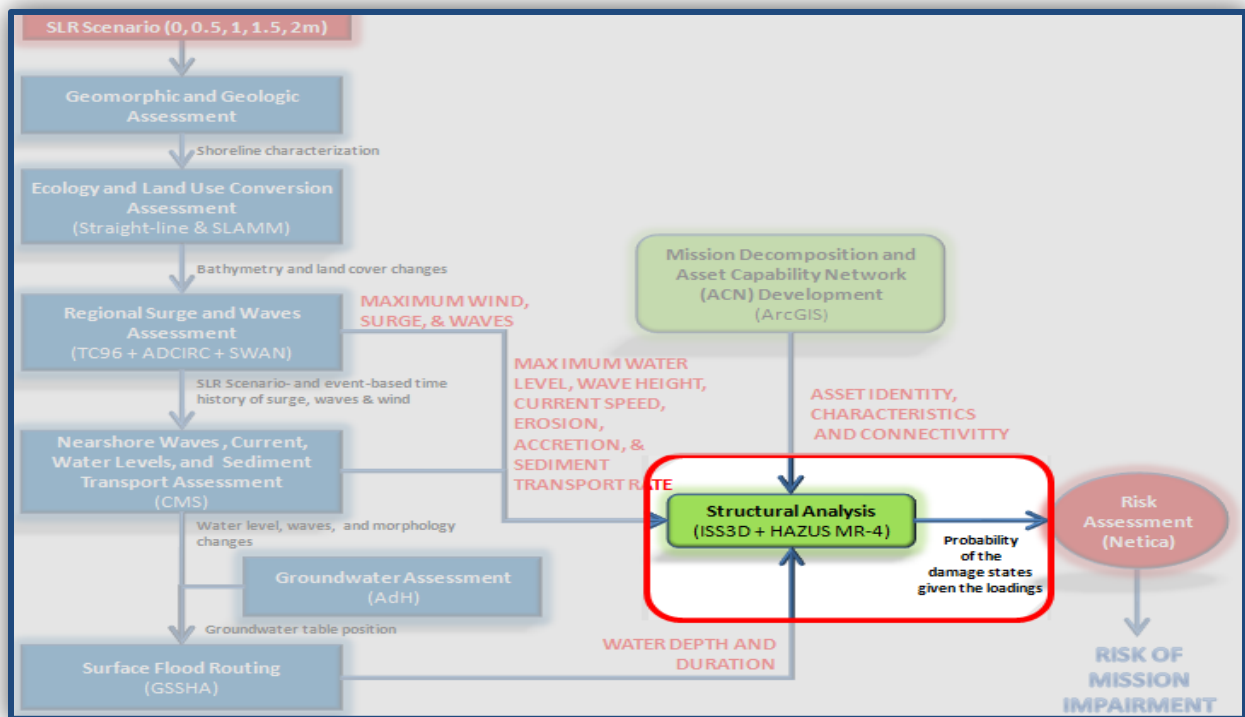 SLR Scenario (0, 0.5, 1, 1.5, 2m)
Geomorphic and Geologic
Assessment
Shoreline characterization
Ecology and Land Use Conversion
Assessment
(Straight-line & SLAMM)
Bathymetry and land cover changes
Regional Surge and Waves
Assessment
(TC96 + ADCIRC + SWAN)
MAXIMUM WIND,
SURGE, & WAVES
SLR Scenario- and event-based time
history of surge, waves & wind
Nearshore Waves, Current,
Water Levels, and Sediment
Transport Assessment
(CMS)
MAXIMUM WATER
LEVEL, WAVE HEIGHT,
CURRENT SPEED,
EROSION,
ACCRETION, &
SEDIMENT
TRANSPORT RATE
Water level, waves, and morphology
changes
Groundwater Assessment
(AdH)
Groundwater table position
Surface Flood Routing
(GSSHA)
WATER DEPTH AND
DURATION
Mission Decomposition and
Asset Capability Network
(ACN) Development
(ArcGIS)
ASSET IDENTITY,
CHARACTERISTICS
AND CONNECTIVITTY
Structural Analysis
(ISS3D + HAZUS MR-4)
Probability
of the
damage states
given the loadings
Risk
Assessment
(Netica)
RISK OF
MISSION
IMPAIRMENT